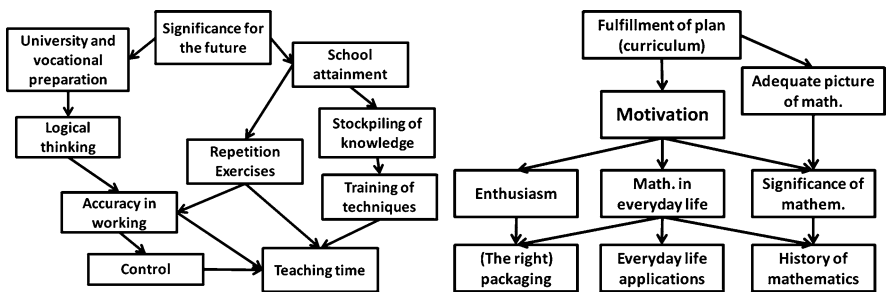 Significance for
the future
University and
vocational
preparation
School
attainment
Logical
thinking
Stockpiling of
knowledge
Repetition
Exercises
Training of
techniques
Accuracy in
working
Control
Teaching time
Fulfillment of plan
(curriculum)
Adequate picture
of math.
Motivation
Enthusiasm
Math. in
everyday life
Significance of
mathem.
(The right)
packaging
Everyday life
applications
History of
mathematics